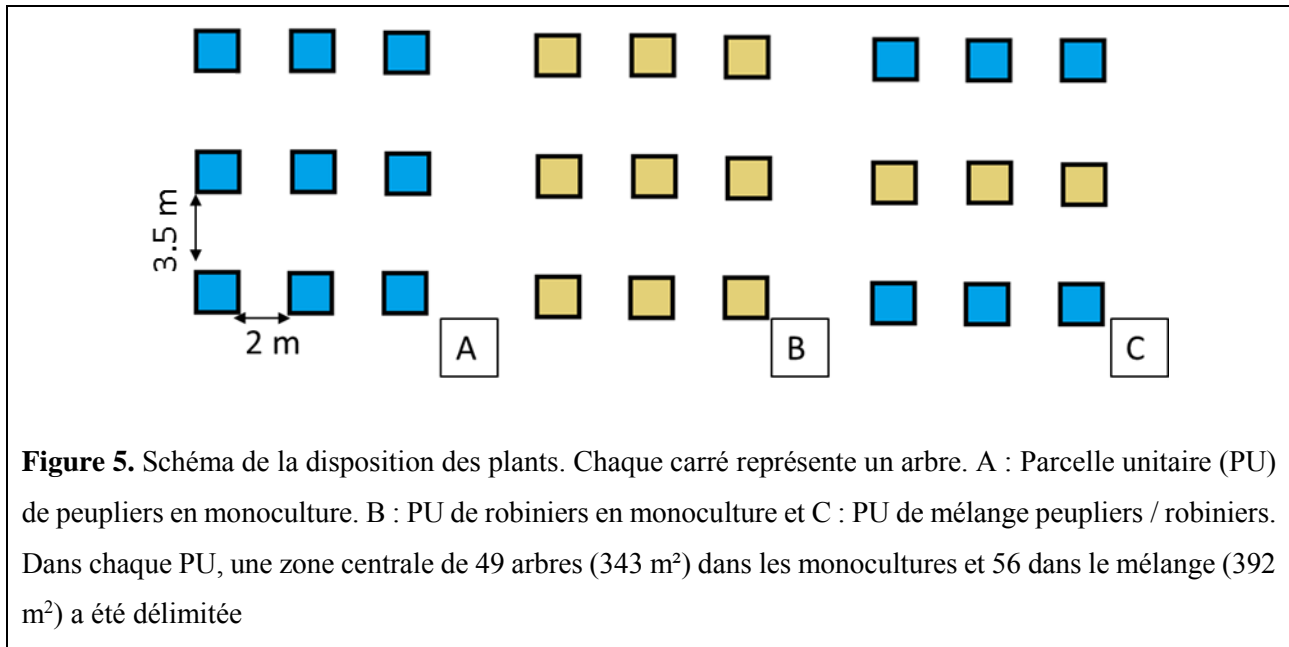 3.5 m
2 m
A
B
C
Figure 5. Schéma de la disposition des plants. Chaque carré représente un arbre. A : Parcelle unitaire (PU)
de peupliers en monoculture. B : PU de robiniers en monoculture et C : PU de mélange peupliers / robiniers.
Dans chaque PU, une zone centrale de 49 arbres (343 m²) dans les monocultures et 56 dans le mélange (392
m²) a été délimitée